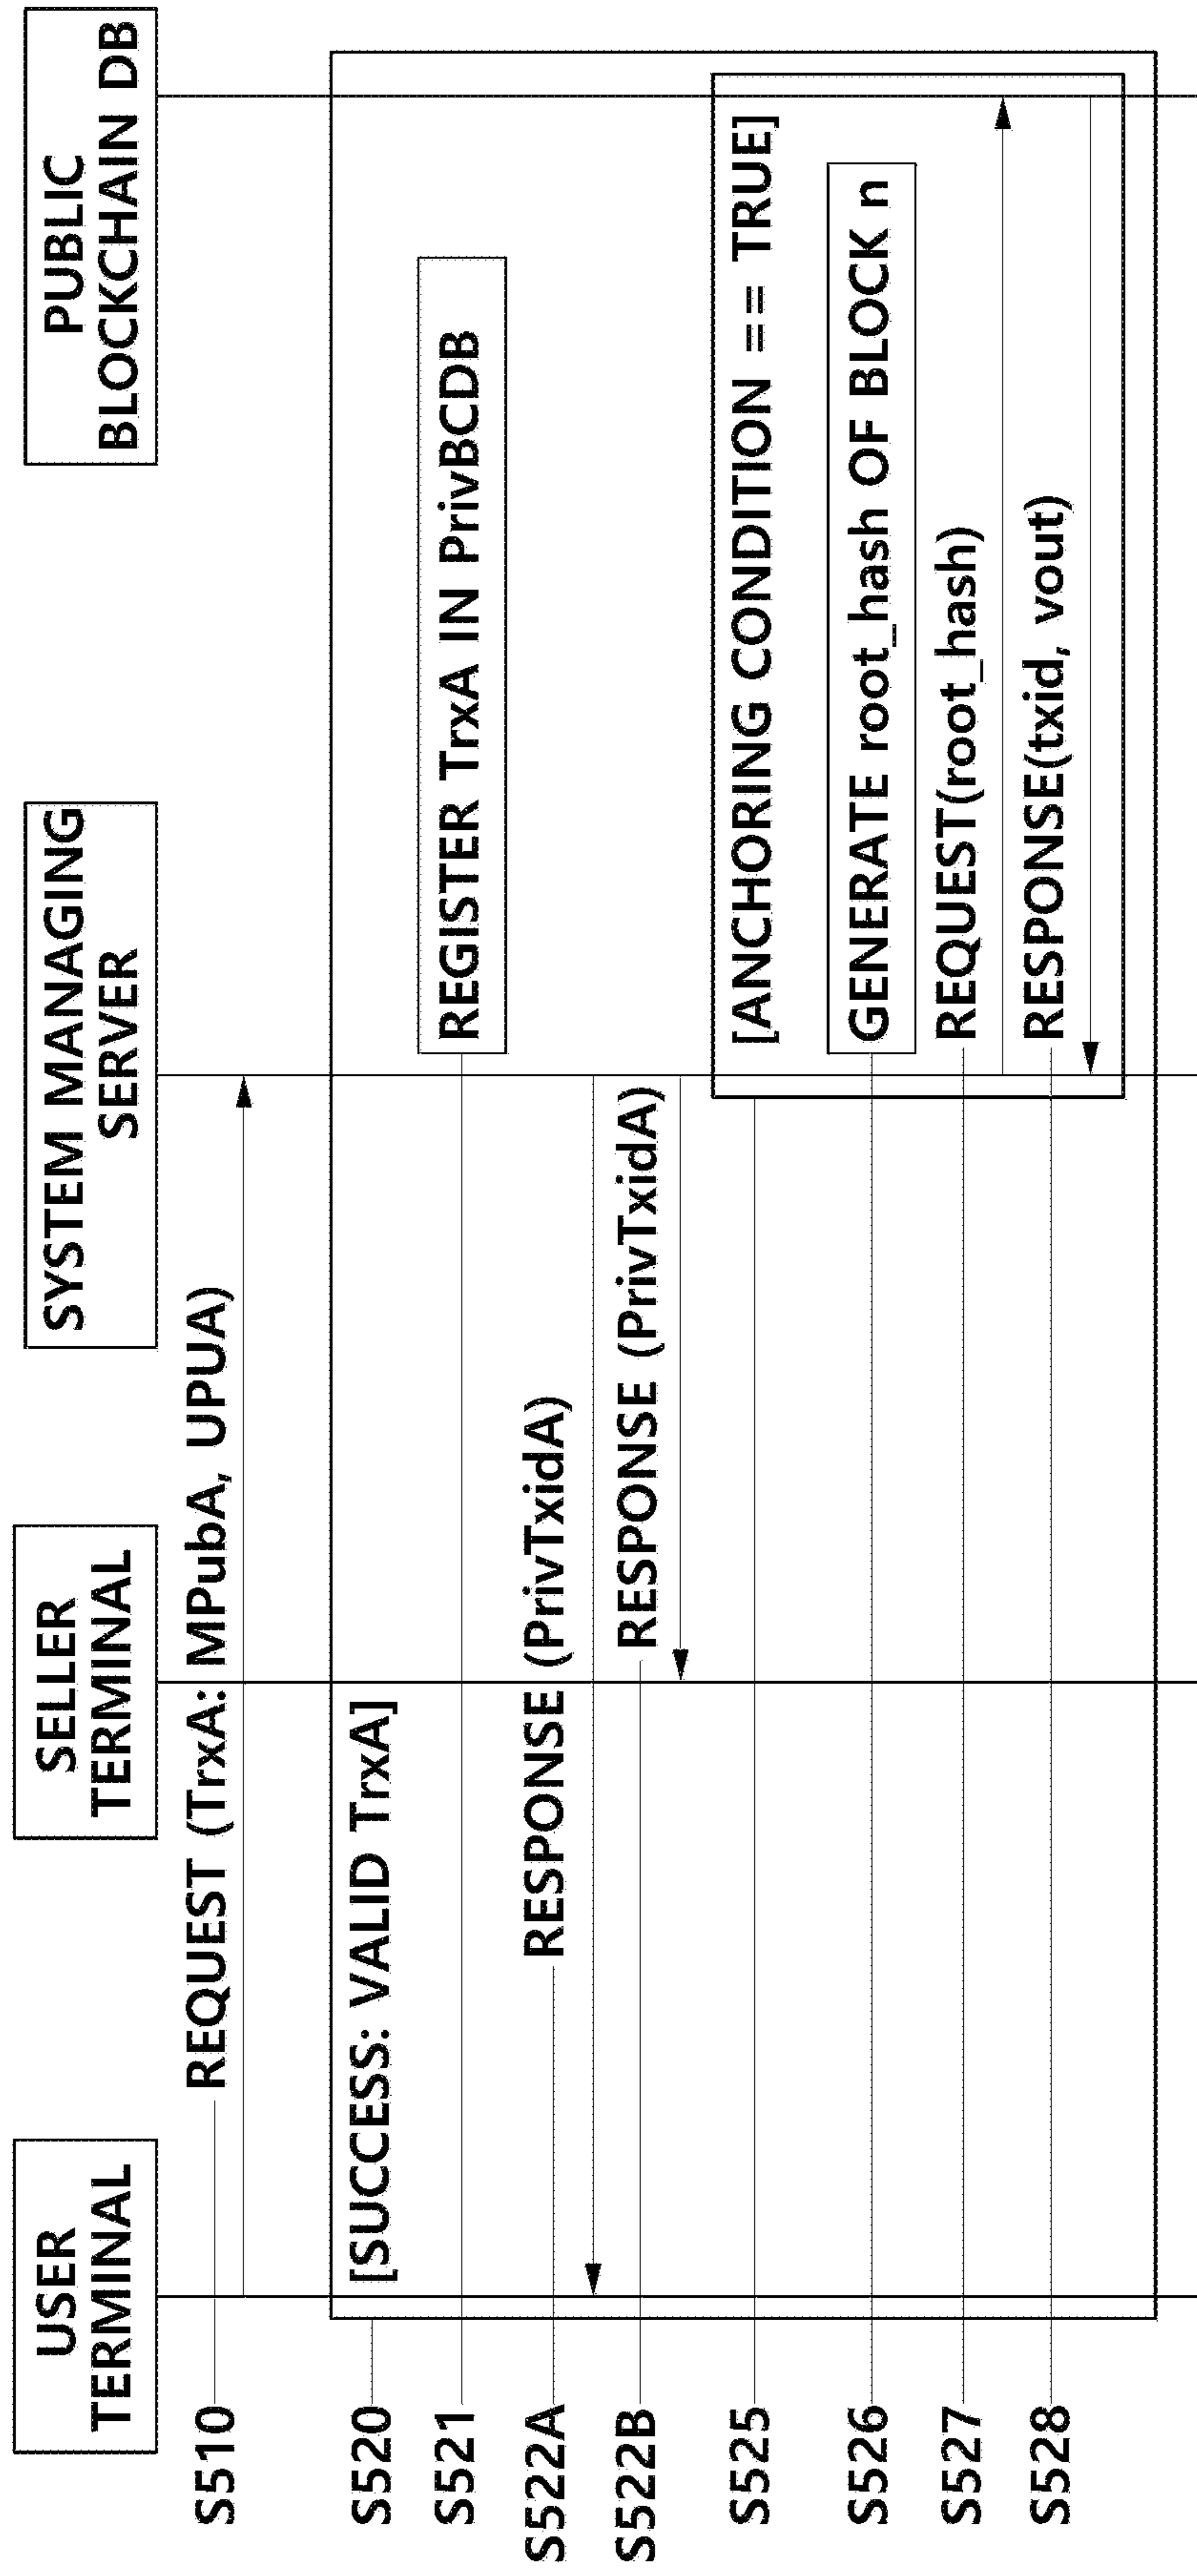 USER
TERMINAL
SELLER
TERMINAL
SYSTEM MANAGING
SERVER
PUBLIC
BLOCKCHAIN DB
S510
REQUEST (TrxA: MPubA, UPUA)
S520
[SUCCESS: VALID TrxA]
S521
REGISTER TrxA IN PrivBCDB
S522A
RESPONSE (PrivTxidA)
S522B
RESPONSE (PrivTxidA)
S525
[ANCHORING CONDITION == TRUE]
S526
GENERATE root_hash OF BLOCK n
S527
REQUEST(root_hash)
S528
RESPONSE(txid, vout)